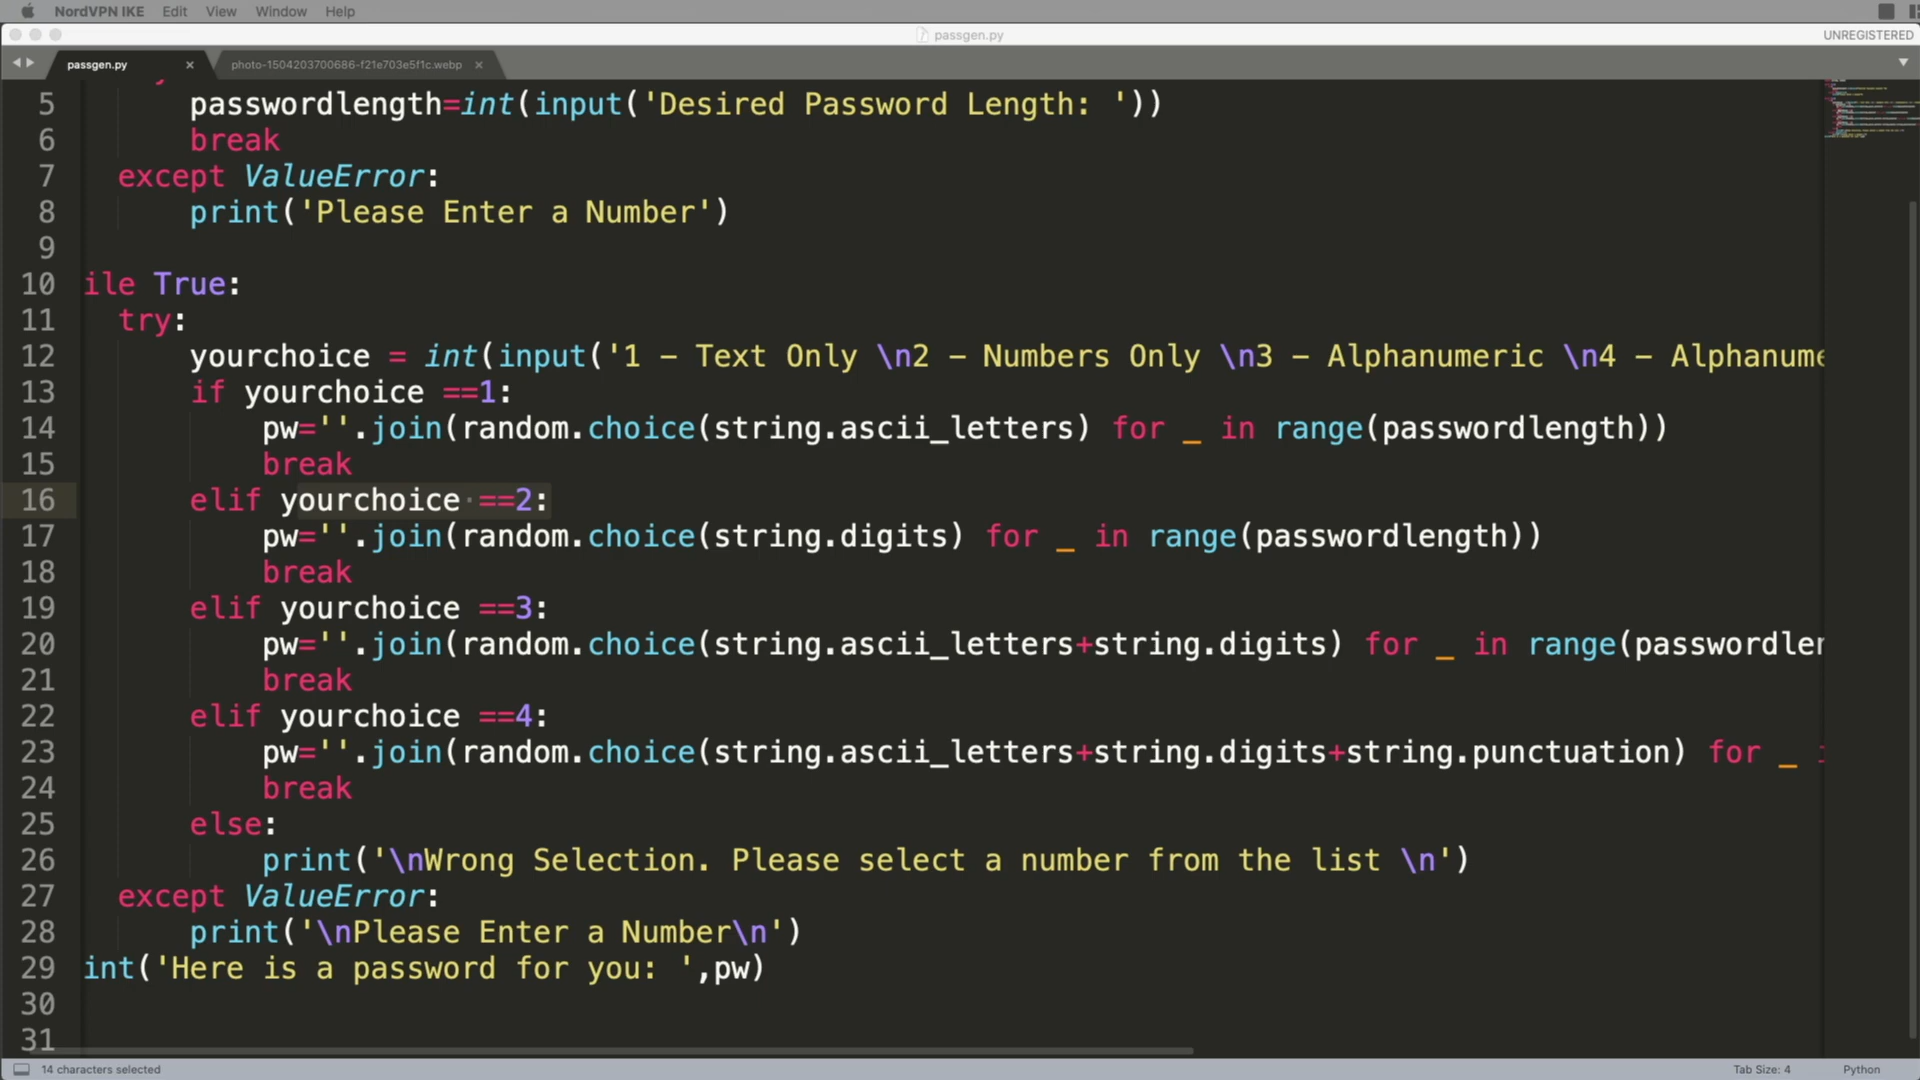 NordVPN IKE Edit View Window Help
passgen.py
UNREGISTERED
passgen.py × photo-1504203700686-f21e703e5f1c.webp ×
5 passwordlength=int(input('Desired Password Length: '))
6 break
7 except ValueError:
8 print('Please Enter a Number')
9
10 ile True:
11 try:
12 yourchoice = int(input('1 – Text Only \n2 – Numbers Only \n3 – Alphanumeric \n4 – Alphanume
13 if yourchoice ==1:
14 pw=''.join(random.choice(string.ascii_letters) for _ in range(passwordlength))
15 break
16 elif yourchoice ==2:
17 pw=''.join(random.choice(string.digits) for _ in range(passwordlength))
18 break
19 elif yourchoice ==3:
20 pw=''.join(random.choice(string.ascii_letters+string.digits) for _ in range(passwordlen
21 break
22 elif yourchoice ==4:
23 pw=''.join(random.choice(string.ascii_letters+string.digits+string.punctuation) for _ i
24 break
25 else:
26 print('\nWrong Selection. Please select a number from the list \n')
27 except ValueError:
28 print('\nPlease Enter a Number\n')
29 int('Here is a password for you: ',pw)
30
31
14 characters selected
Tab Size: 4 Python